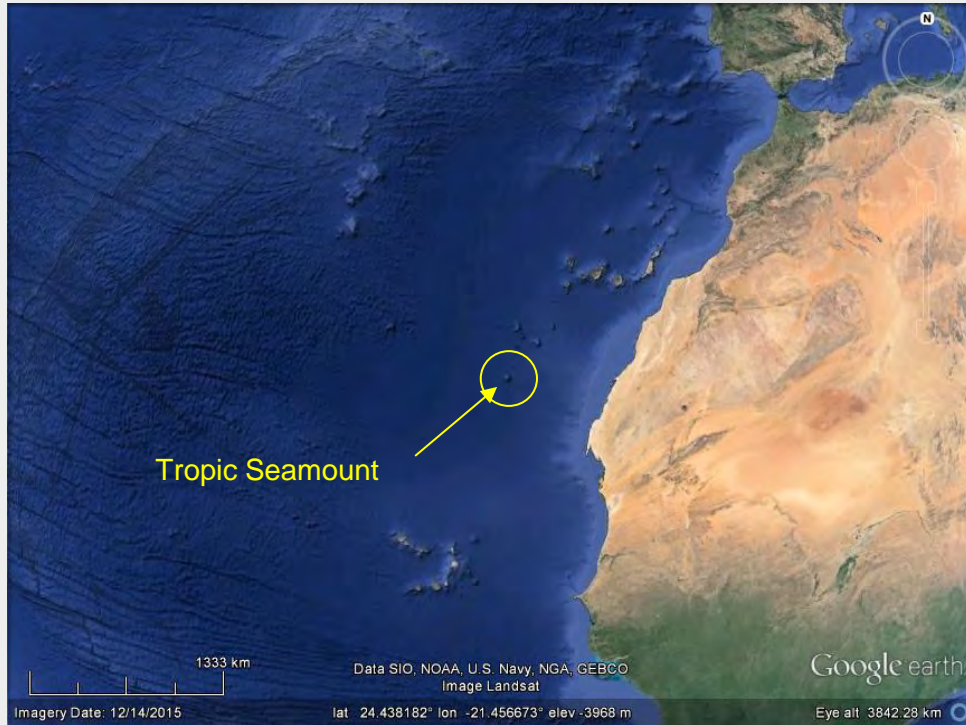 N
Tropic Seamount
1333 km
Data SIO, NOAA, U.S. Navy, NGA, GEBCO
Image Landsat
Google earth
Imagery Date: 12/14/2015 lat 24.438182° lon -21.456673° elev -3968 m Eye alt 3842.28 km